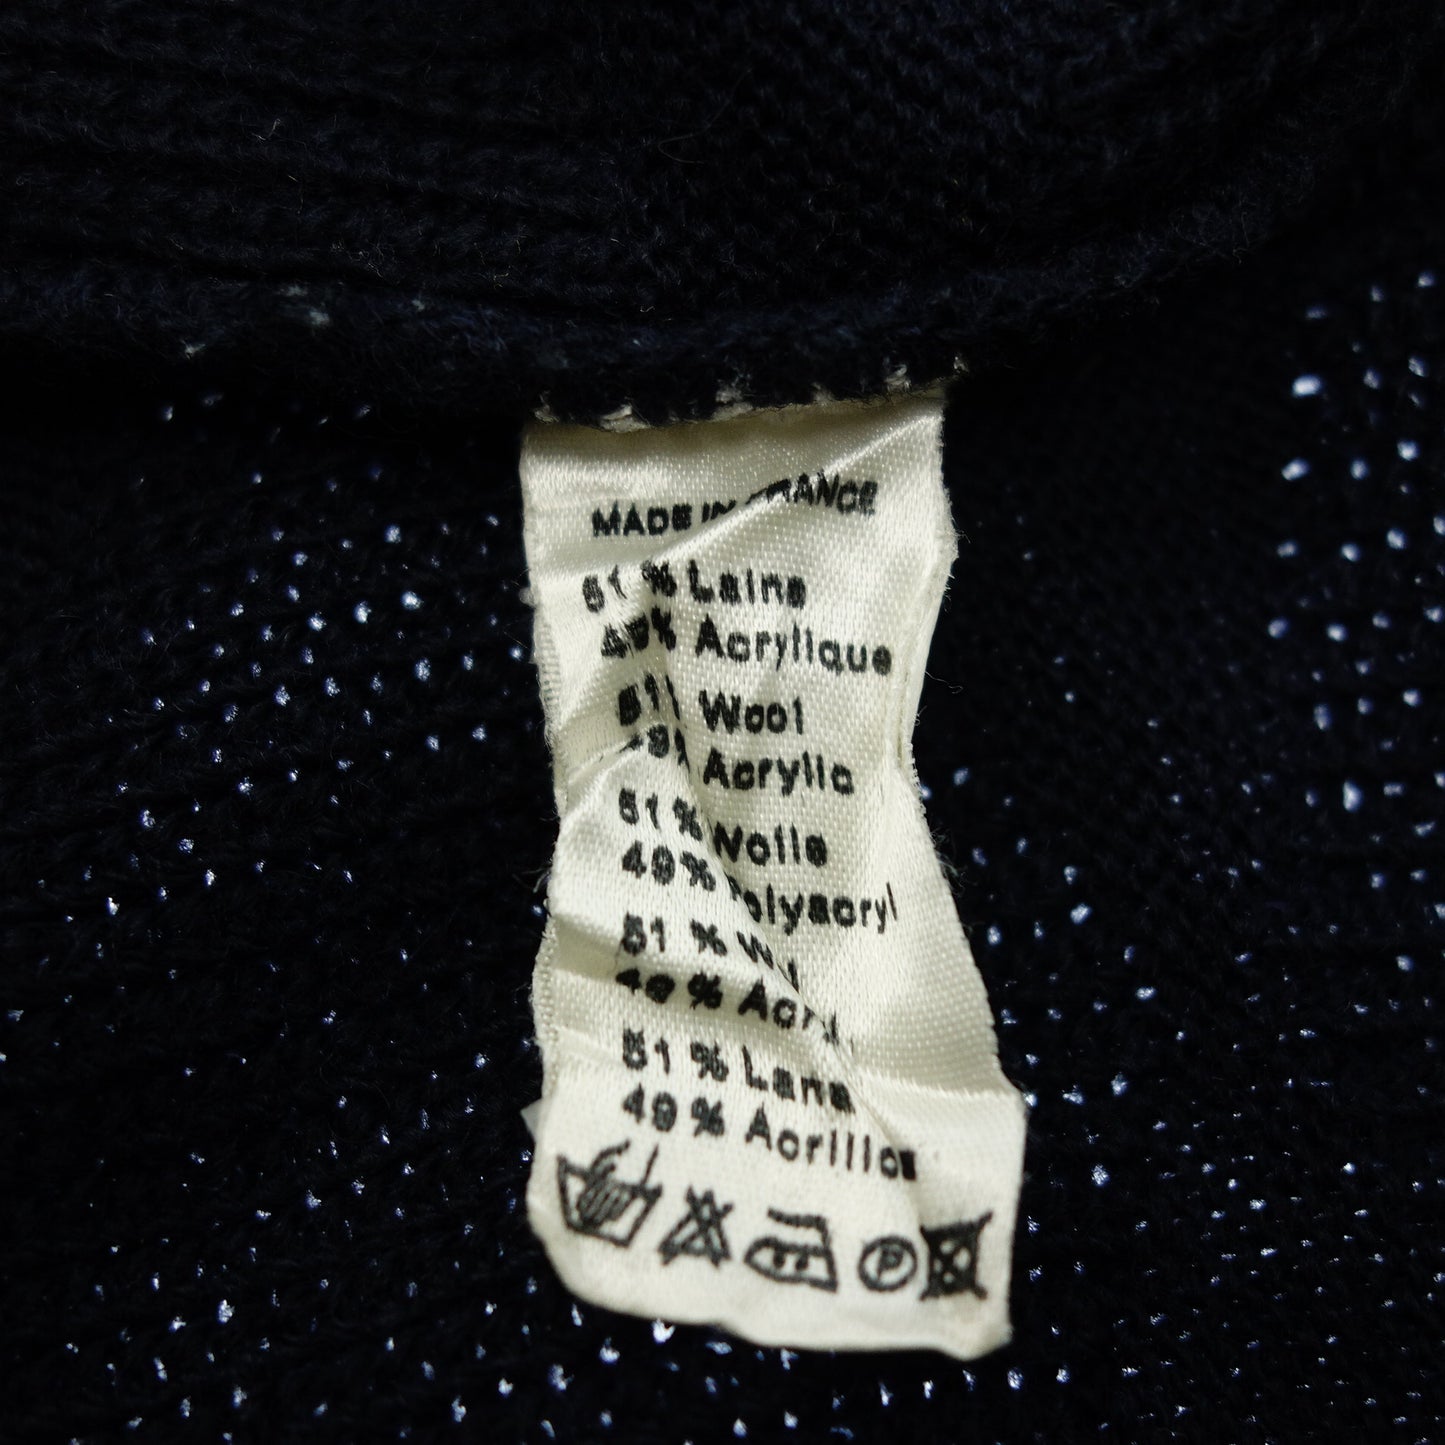 MADE IN FRANCE
51 % Laine
49% Acrylique
51% Wool
49% Acrylic
51 % Wolle
49% Polyacryl
51 %
49 % Acryl
51 % Lana
49 % Acrilico
P